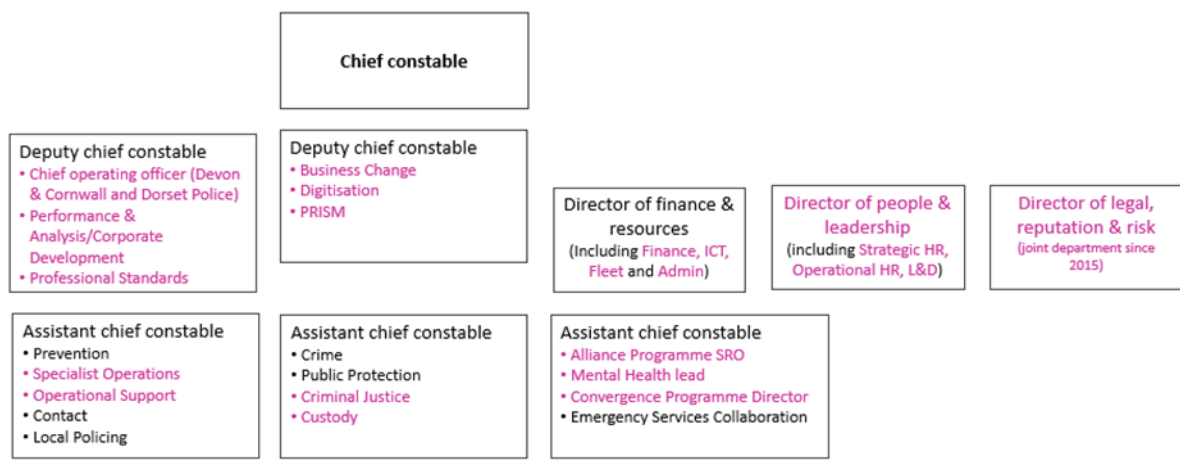 Chief constable
Deputy chief constable
• Chief operating officer (Devon
& Cornwall and Dorset Police)
• Performance &
Analysis/Corporate
Development
• Professional Standards
Deputy chief constable
• Business Change
• Digitisation
• PRISM
Director of finance &
resources
(Including Finance, ICT,
Fleet and Admin)
Director of people &
leadership
(including Strategic HR,
Operational HR, L&D)
Director of legal,
reputation & risk
(joint department since
2015)
Assistant chief constable
• Prevention
• Specialist Operations
• Operational Support
• Contact
• Local Policing
Assistant chief constable
• Crime
• Public Protection
• Criminal Justice
• Custody
Assistant chief constable
• Alliance Programme SRO
• Mental Health lead
• Convergence Programme Director
• Emergency Services Collaboration